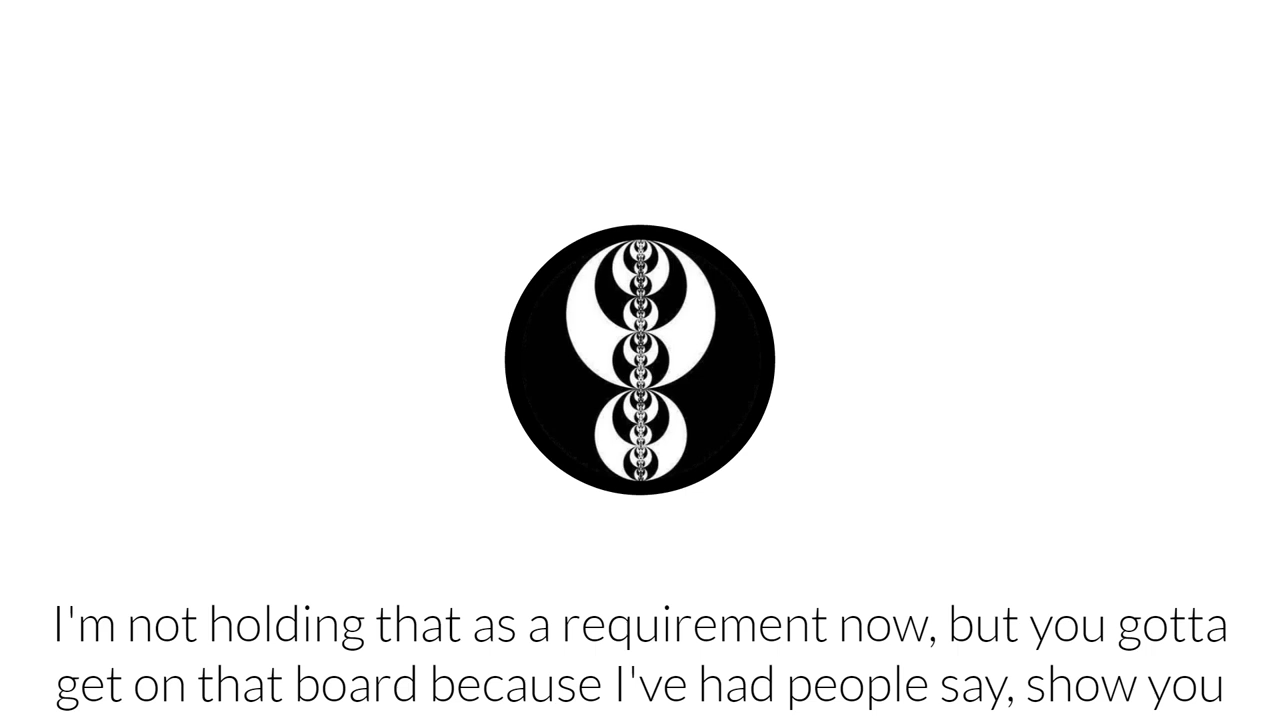 I'm not holding that as a requirement now, but you gotta
get on that board because I've had people say, show you